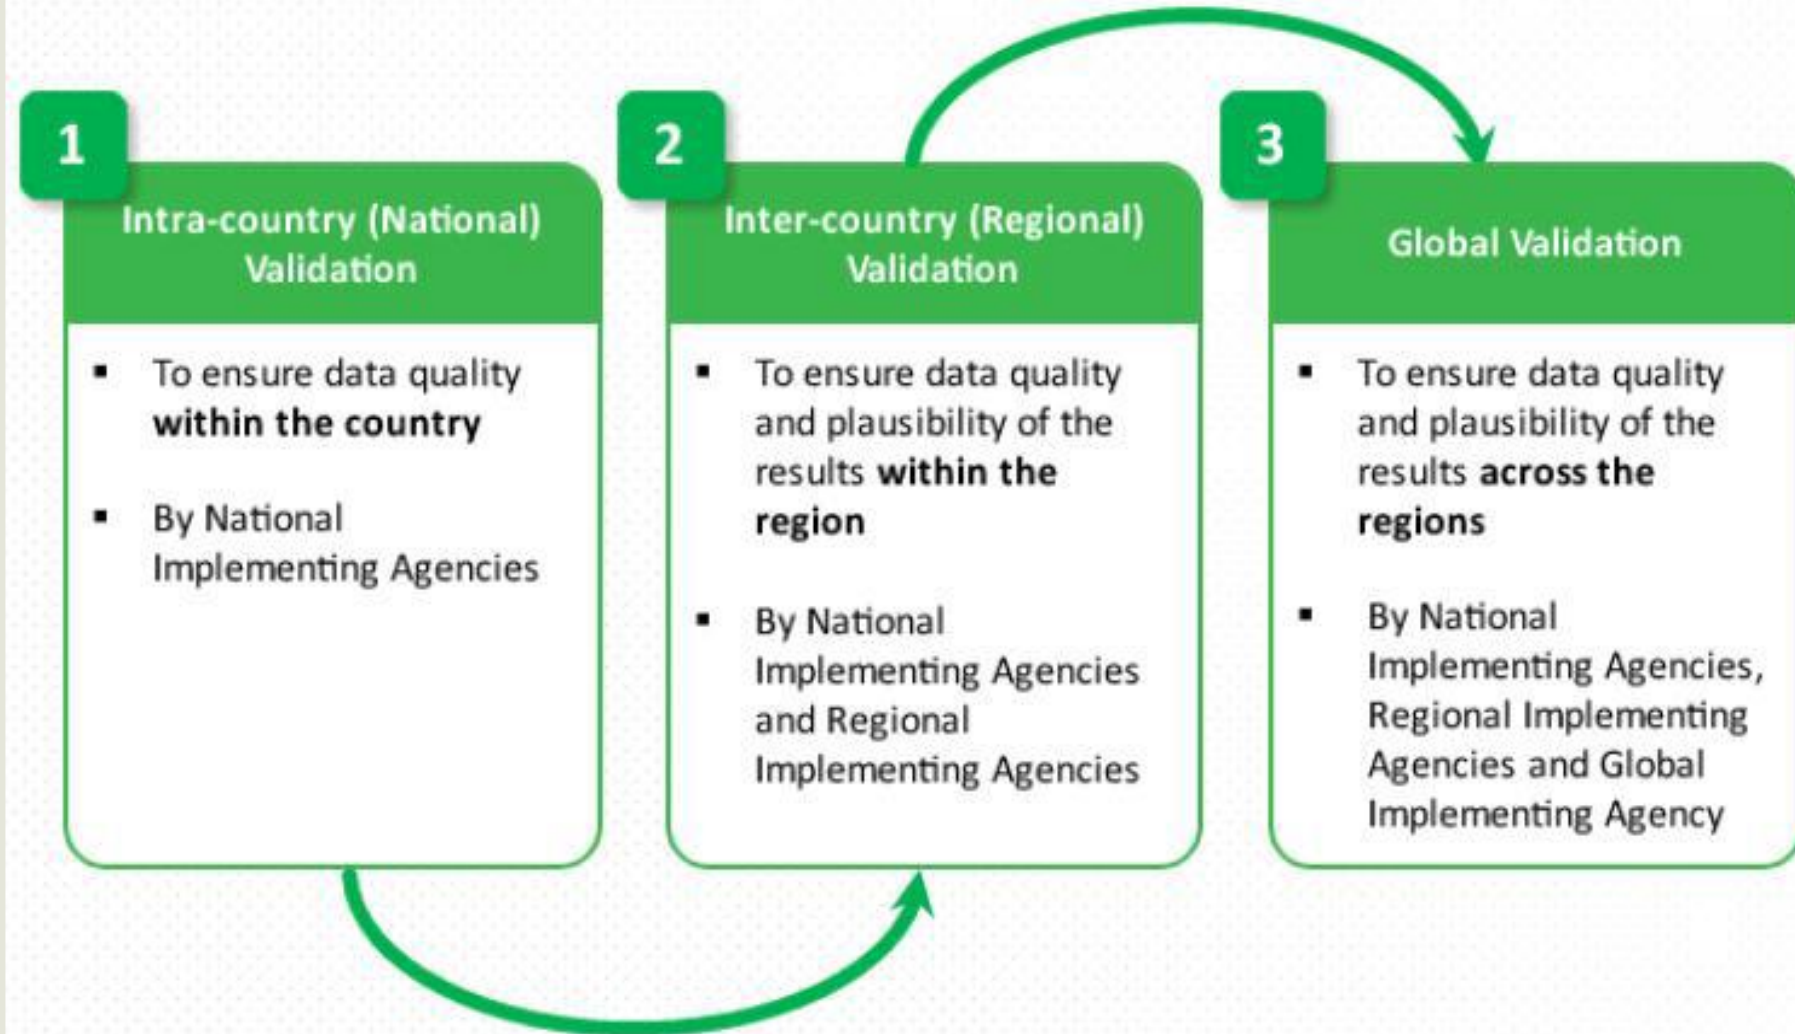 1
Intra-country (National)
Validation
▪ To ensure data quality
within the country
▪ By National
Implementing Agencies
2
Inter-country (Regional)
Validation
▪ To ensure data quality
and plausibility of the
results within the
region
▪ By National
Implementing Agencies
and Regional
Implementing Agencies
3
Global Validation
▪ To ensure data quality
and plausibility of the
results across the
regions
▪ By National
Implementing Agencies,
Regional Implementing
Agencies and Global
Implementing Agency